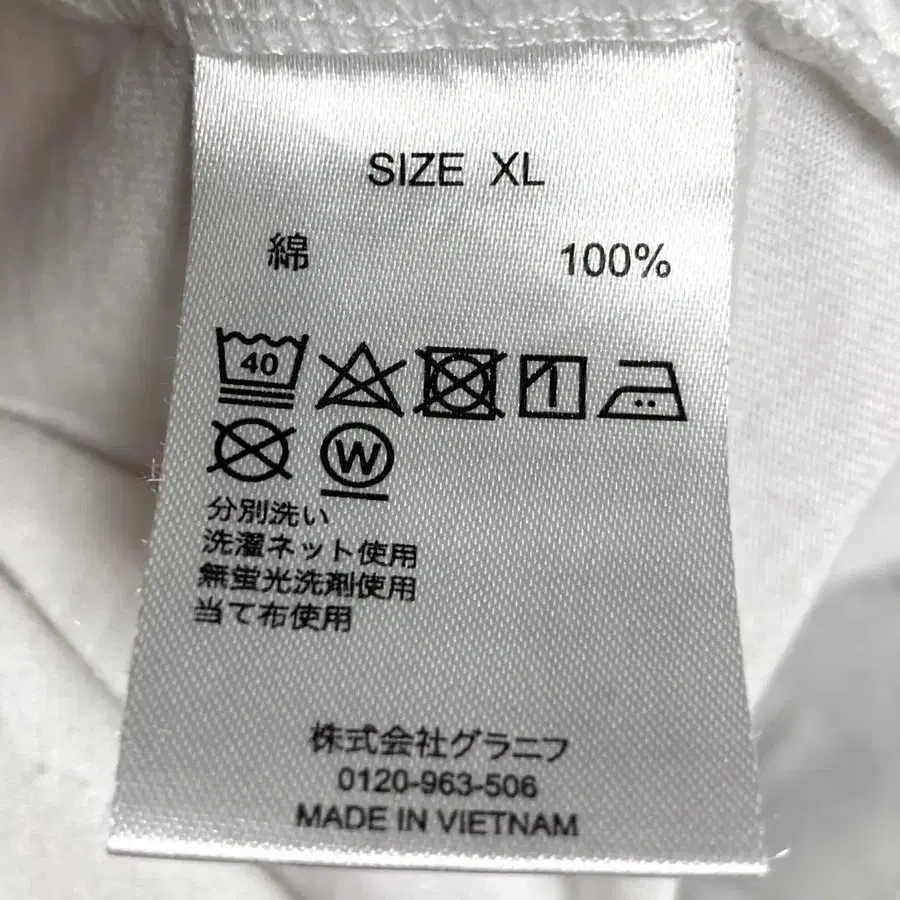 SIZE XL
綿 100%
40
W
分別洗い
洗濯ネット使用
無蛍光洗剤使用
当て布使用
株式会社グラニフ
0120-963-506
MADE IN VIETNAM